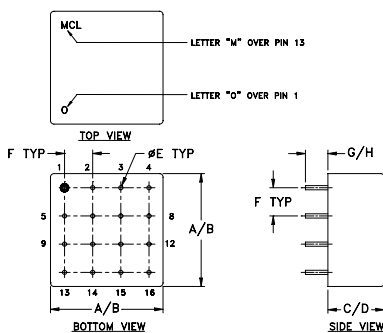 MCL
LETTER "M" OVER PIN 13
O
LETTER "O" OVER PIN 1
TOP VIEW
F TYP
ØE TYP
G/H
1 2 3 4
F TYP
A/B
5 8
9 12
13 14 15 16
A/B
C/D
BOTTOM VIEW
SIDE VIEW